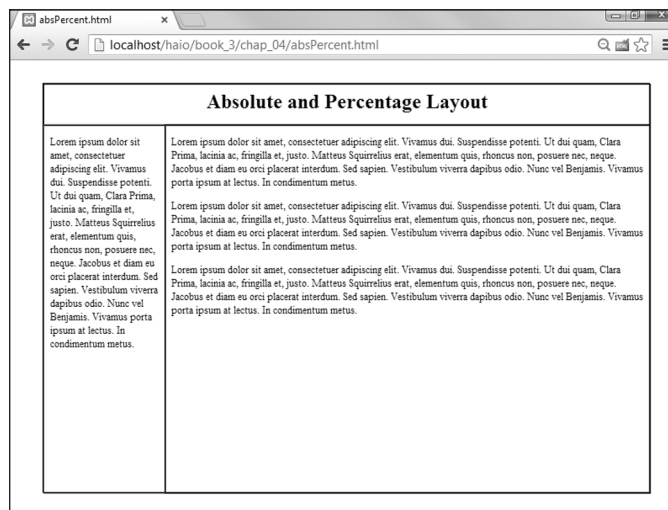 absPercent.html
localhost/haio/book_3/chap_04/absPercent.html
Absolute and Percentage Layout
Lorem ipsum dolor sit
amet, consectetuer
adipiscing elit. Vivamus
dui. Suspendisse potenti.
Ut dui quam, Clara Prima,
lacinia ac, fringilla et,
justo. Matteus Squirrelius
erat, elementum quis,
rhoncus non, posuere nec,
neque. Jacobus et diam eu
orci placerat interdum. Sed
sapien. Vestibulum viverra
dapibus odio. Nunc vel
Benjamis. Vivamus porta
ipsum at lectus. In
condimentum metus.
Lorem ipsum dolor sit amet, consectetuer adipiscing elit. Vivamus dui. Suspendisse potenti. Ut dui quam, Clara
Prima, lacinia ac, fringilla et, justo. Matteus Squirrelius erat, elementum quis, rhoncus non, posuere nec, neque.
Jacobus et diam eu orci placerat interdum. Sed sapien. Vestibulum viverra dapibus odio. Nunc vel Benjamis. Vivamus
porta ipsum at lectus. In condimentum metus.
Lorem ipsum dolor sit amet, consectetuer adipiscing elit. Vivamus dui. Suspendisse potenti. Ut dui quam, Clara
Prima, lacinia ac, fringilla et, justo. Matteus Squirrelius erat, elementum quis, rhoncus non, posuere nec, neque.
Jacobus et diam eu orci placerat interdum. Sed sapien. Vestibulum viverra dapibus odio. Nunc vel Benjamis. Vivamus
porta ipsum at lectus. In condimentum metus.
Lorem ipsum dolor sit amet, consectetuer adipiscing elit. Vivamus dui. Suspendisse potenti. Ut dui quam, Clara
Prima, lacinia ac, fringilla et, justo. Matteus Squirrelius erat, elementum quis, rhoncus non, posuere nec, neque.
Jacobus et diam eu orci placerat interdum. Sed sapien. Vestibulum viverra dapibus odio. Nunc vel Benjamis. Vivamus
porta ipsum at lectus. In condimentum metus.